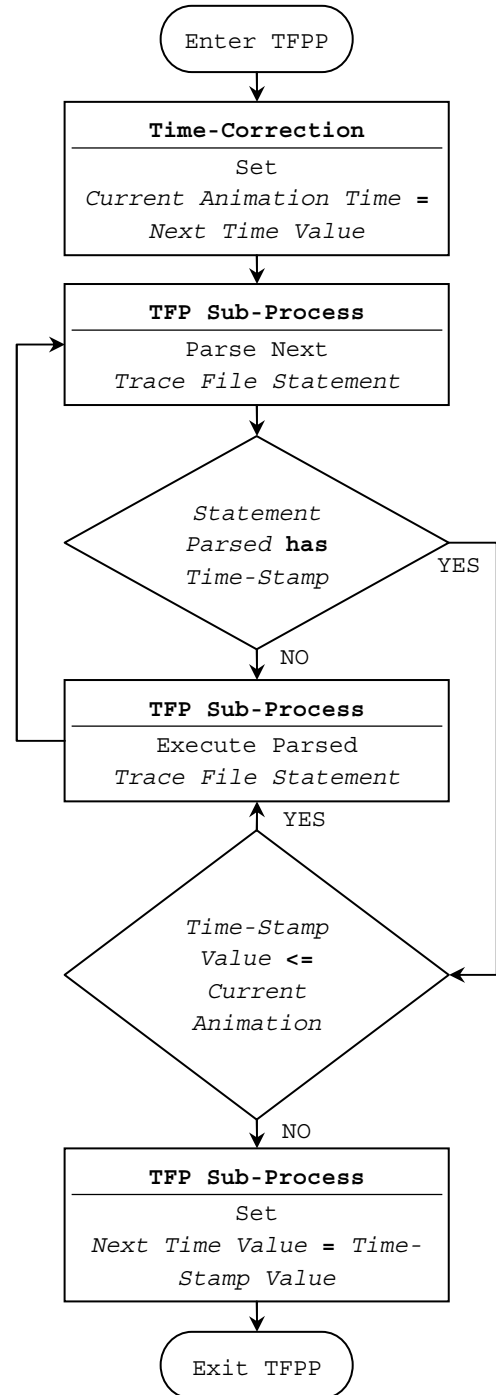 Enter TFPP
Time-Correction
Set
Current Animation Time =
Next Time Value
TFP Sub-Process
Parse Next
Trace File Statement
Statement
Parsed has
Time-Stamp
YES
NO
TFP Sub-Process
Execute Parsed
Trace File Statement
YES
Time-Stamp
Value <=
Current
Animation
NO
TFP Sub-Process
Set
Next Time Value = Time-
Stamp Value
Exit TFPP